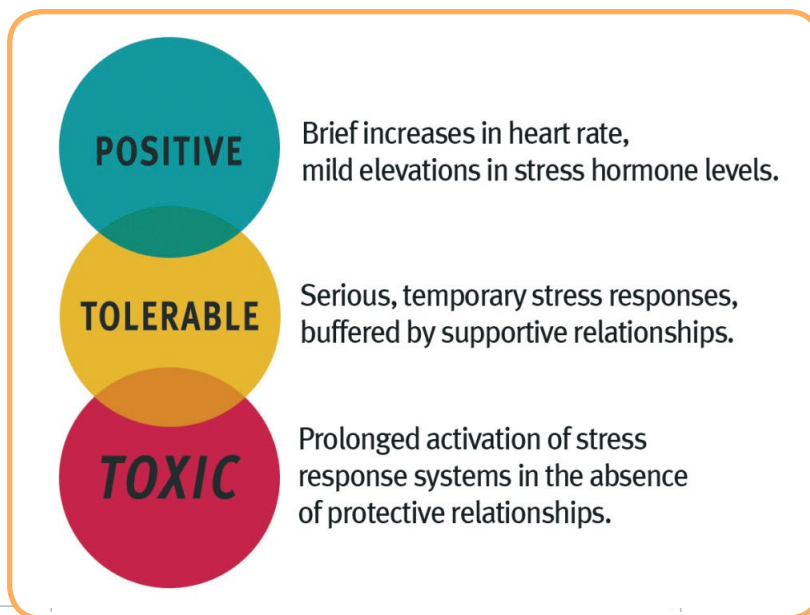 POSITIVE
Brief increases in heart rate,
mild elevations in stress hormone levels.
TOLERABLE
Serious, temporary stress responses,
buffered by supportive relationships.
TOXIC
Prolonged activation of stress
response systems in the absence
of protective relationships.